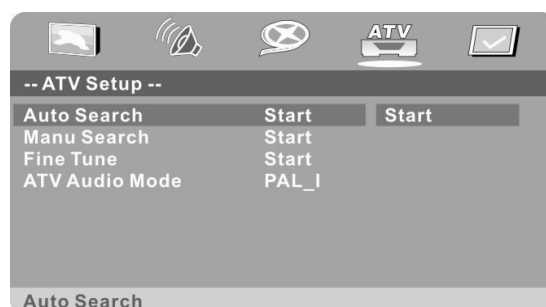 ATV
-- ATV Setup --
Auto Search Start Start
Manu Search Start
Fine Tune Start
ATV Audio Mode PAL_I
Auto Search